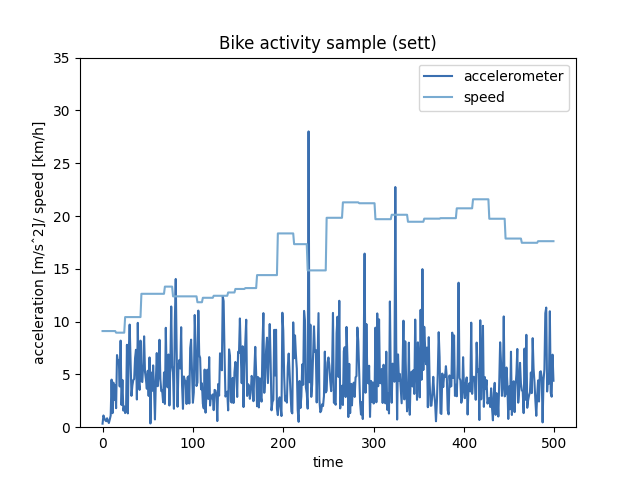 Bike activity sample (sett)
accelerometer
speed
acceleration [m/sˆ2]/ speed [km/h]
35
30
25
20
15
10
5
0
0 100 200 300 400 500
time